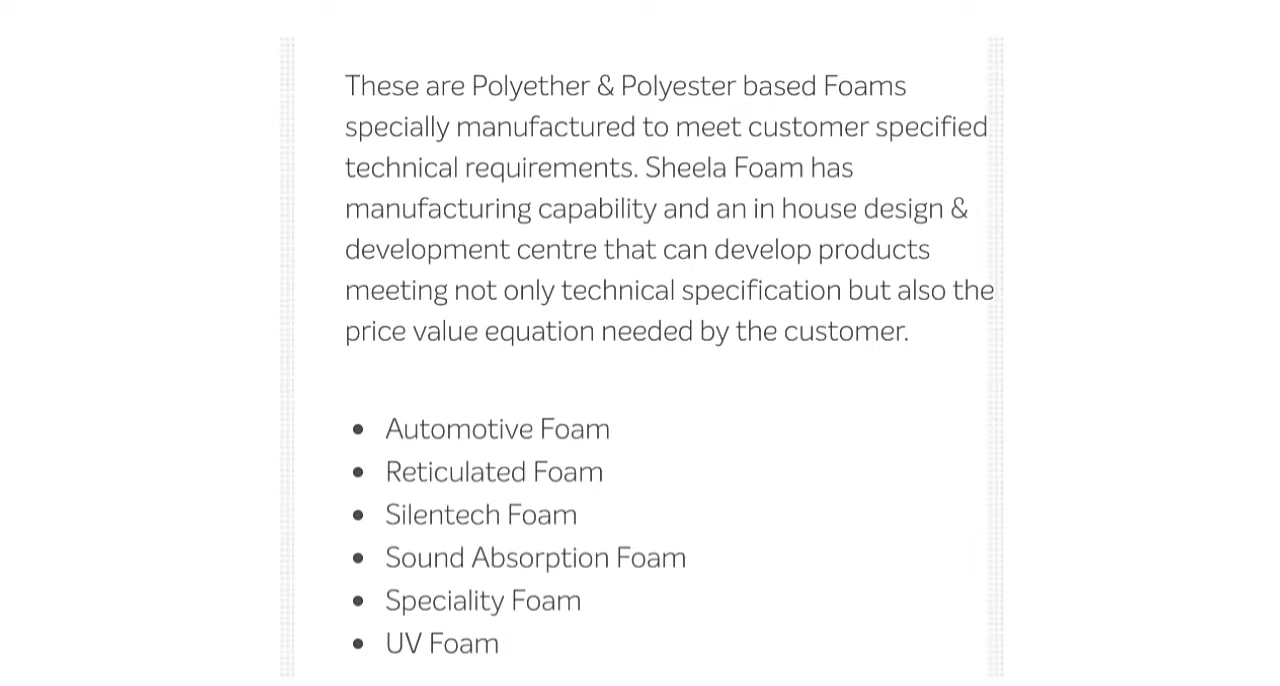 These are Polyether & Polyester based Foams
specially manufactured to meet customer specified
technical requirements. Sheela Foam has
manufacturing capability and an in house design &
development centre that can develop products
meeting not only technical specification but also the
price value equation needed by the customer.
• Automotive Foam
• Reticulated Foam
• Silentech Foam
• Sound Absorption Foam
• Speciality Foam
• UV Foam